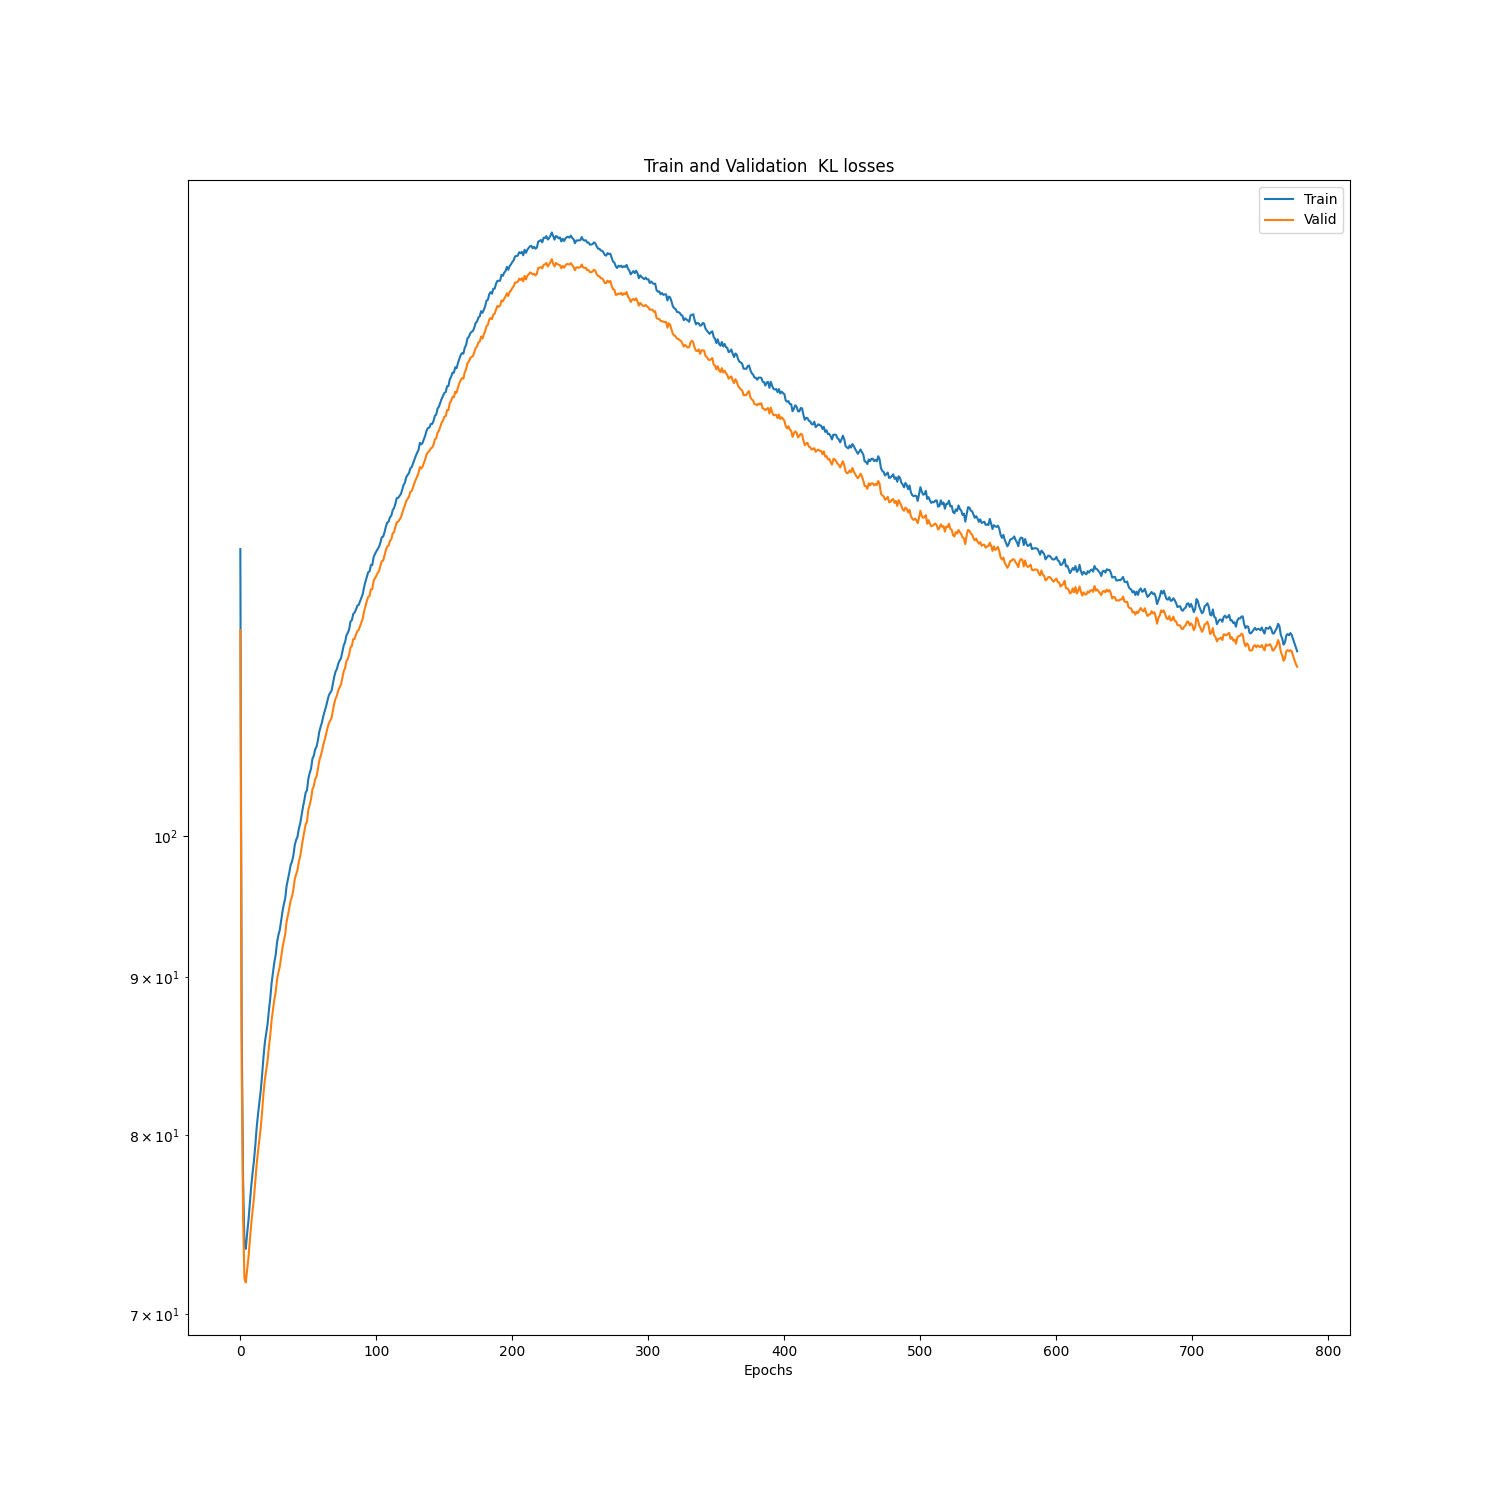 Train and Validation  KL losses
Train
Valid
10²
9 × 10¹
8 × 10¹
7 × 10¹
0 100 200 300 400 500 600 700 800
Epochs